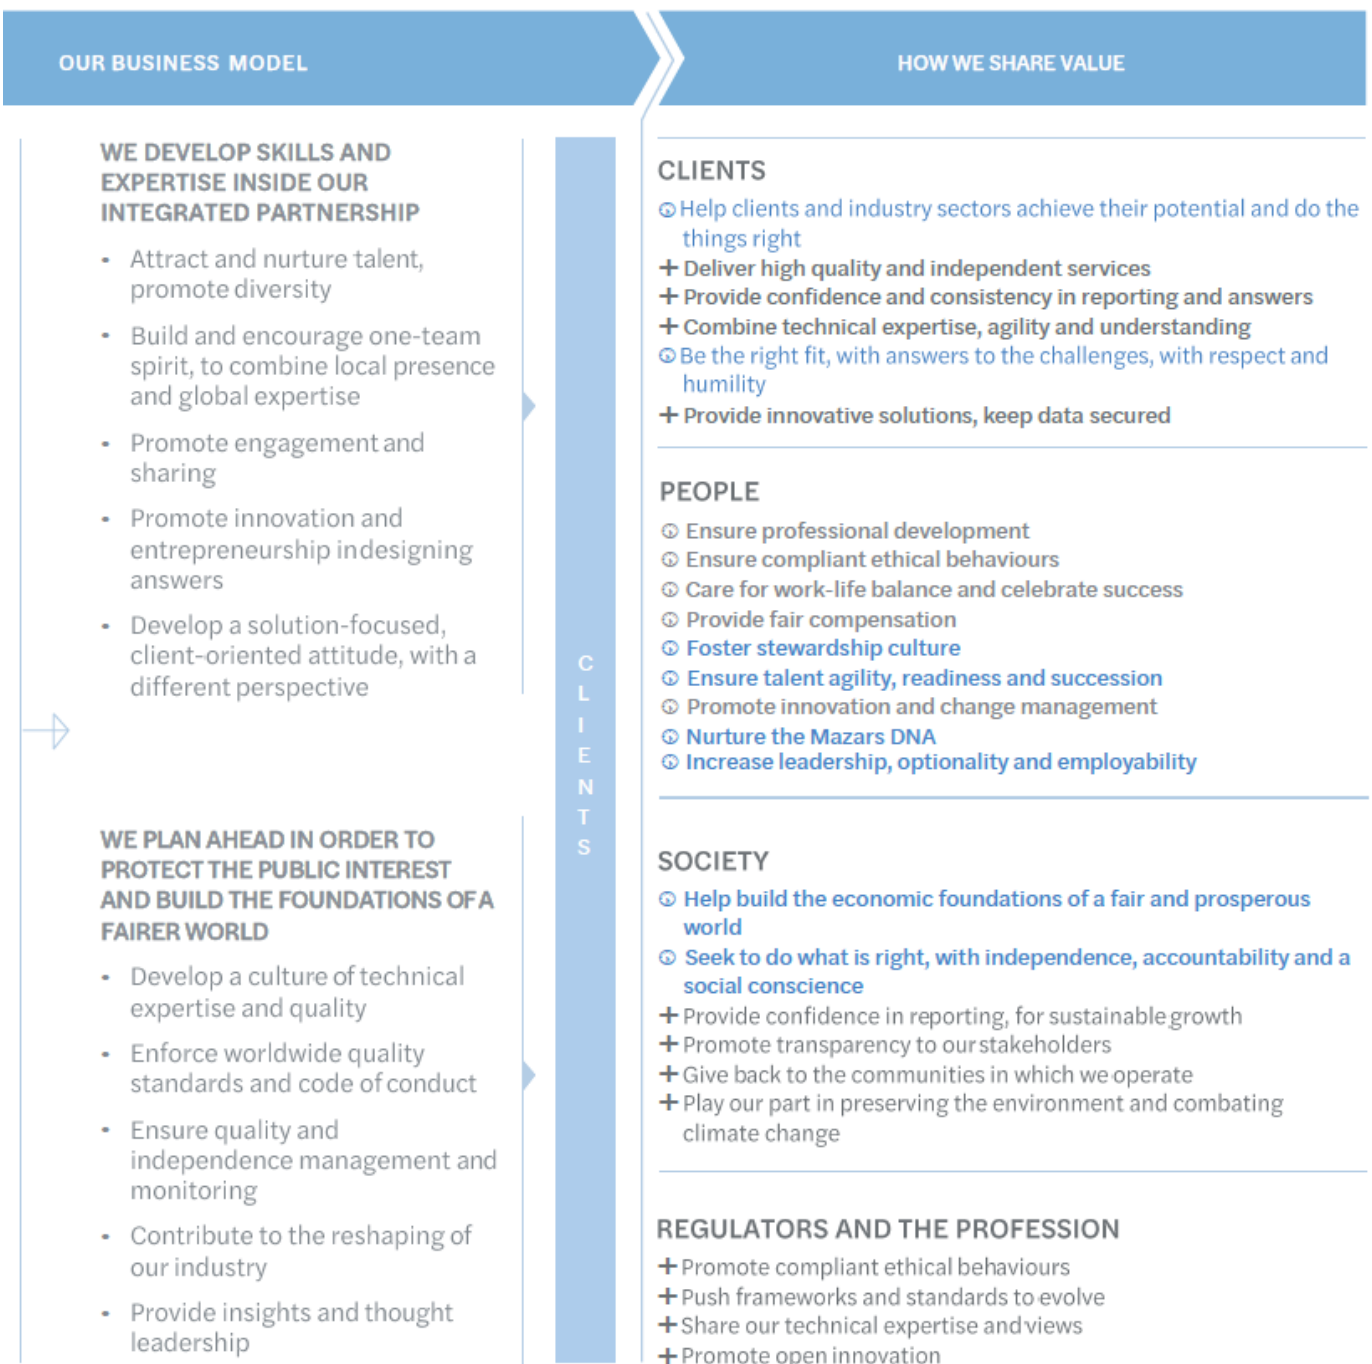 OUR BUSINESS MODEL
HOW WE SHARE VALUE
WE DEVELOP SKILLS AND
EXPERTISE INSIDE OUR
INTEGRATED PARTNERSHIP
• Attract and nurture talent,
promote diversity
• Build and encourage one-team
spirit, to combine local presence
and global expertise
• Promote engagement and
sharing
• Promote innovation and
entrepreneurship in designing
answers
• Develop a solution-focused,
client-oriented attitude, with a
different perspective
WE PLAN AHEAD IN ORDER TO
PROTECT THE PUBLIC INTEREST
AND BUILD THE FOUNDATIONS OF A
FAIRER WORLD
• Develop a culture of technical
expertise and quality
• Enforce worldwide quality
standards and code of conduct
• Ensure quality and
independence management and
monitoring
• Contribute to the reshaping of
our industry
• Provide insights and thought
leadership
CLIENTS
CLIENTS
Help clients and industry sectors achieve their potential and do the
things right
+ Deliver high quality and independent services
+ Provide confidence and consistency in reporting and answers
+ Combine technical expertise, agility and understanding
Be the right fit, with answers to the challenges, with respect and
humility
+ Provide innovative solutions, keep data secured
PEOPLE
Ensure professional development
Ensure compliant ethical behaviours
Care for work-life balance and celebrate success
Provide fair compensation
Foster stewardship culture
Ensure talent agility, readiness and succession
Promote innovation and change management
Nurture the Mazars DNA
Increase leadership, optionality and employability
SOCIETY
Help build the economic foundations of a fair and prosperous
world
Seek to do what is right, with independence, accountability and a
social conscience
+ Provide confidence in reporting, for sustainable growth
+ Promote transparency to our stakeholders
+ Give back to the communities in which we operate
+ Play our part in preserving the environment and combating
climate change
REGULATORS AND THE PROFESSION
+ Promote compliant ethical behaviours
+ Push frameworks and standards to evolve
+ Share our technical expertise and views
+ Promote open innovation